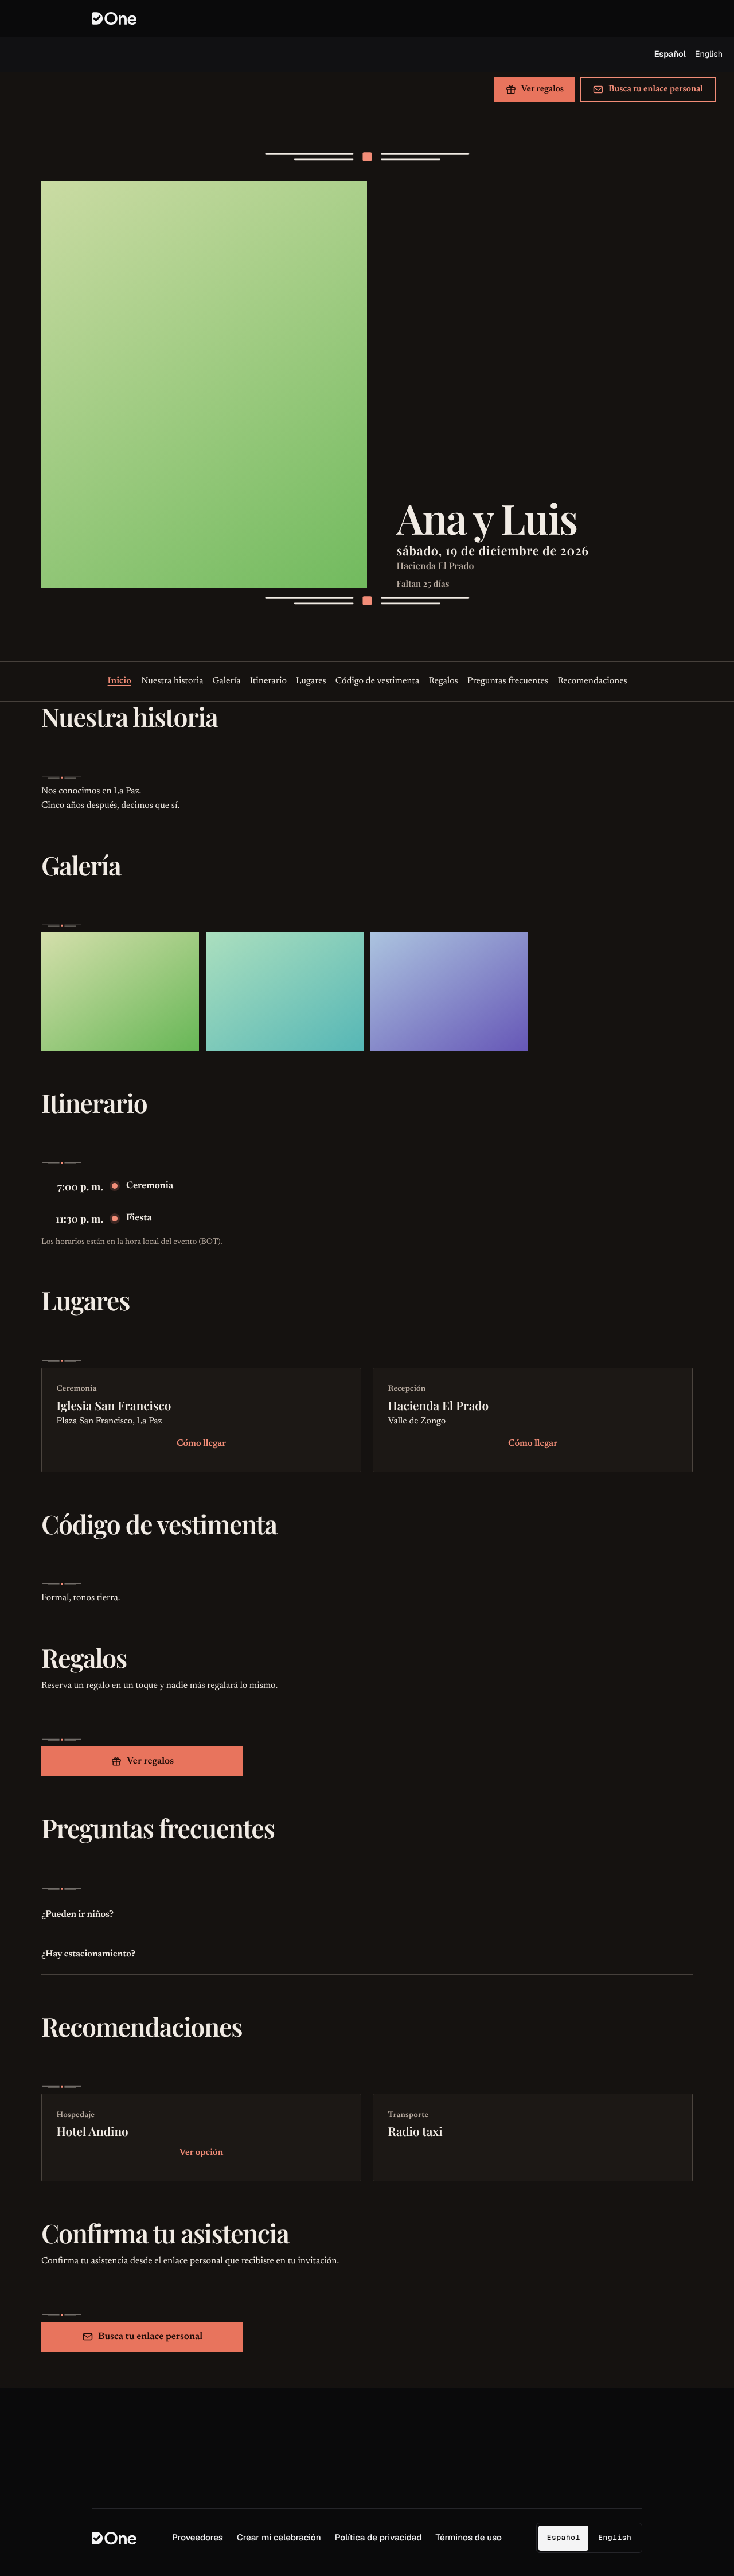 One
Español English
Ver regalos Busca tu enlace personal
Ana y Luis
sábado, 19 de diciembre de 2026
Hacienda El Prado
Faltan 25 días
Inicio Nuestra historia Galería Itinerario Lugares Código de vestimenta Regalos Preguntas frecuentes Recomendaciones
Nuestra historia
Nos conocimos en La Paz.
Cinco años después, decimos que sí.
Galería
Itinerario
7:00 p. m. Ceremonia
11:30 p. m. Fiesta
Los horarios están en la hora local del evento (BOT).
Lugares
Ceremonia
Iglesia San Francisco
Plaza San Francisco, La Paz
Cómo llegar
Recepción
Hacienda El Prado
Valle de Zongo
Cómo llegar
Código de vestimenta
Formal, tonos tierra.
Regalos
Reserva un regalo en un toque y nadie más regalará lo mismo.
Ver regalos
Preguntas frecuentes
¿Pueden ir niños?
¿Hay estacionamiento?
Recomendaciones
Hospedaje
Hotel Andino
Ver opción
Transporte
Radio taxi
Confirma tu asistencia
Confirma tu asistencia desde el enlace personal que recibiste en tu invitación.
Busca tu enlace personal
One Proveedores Crear mi celebración Política de privacidad Términos de uso Español English